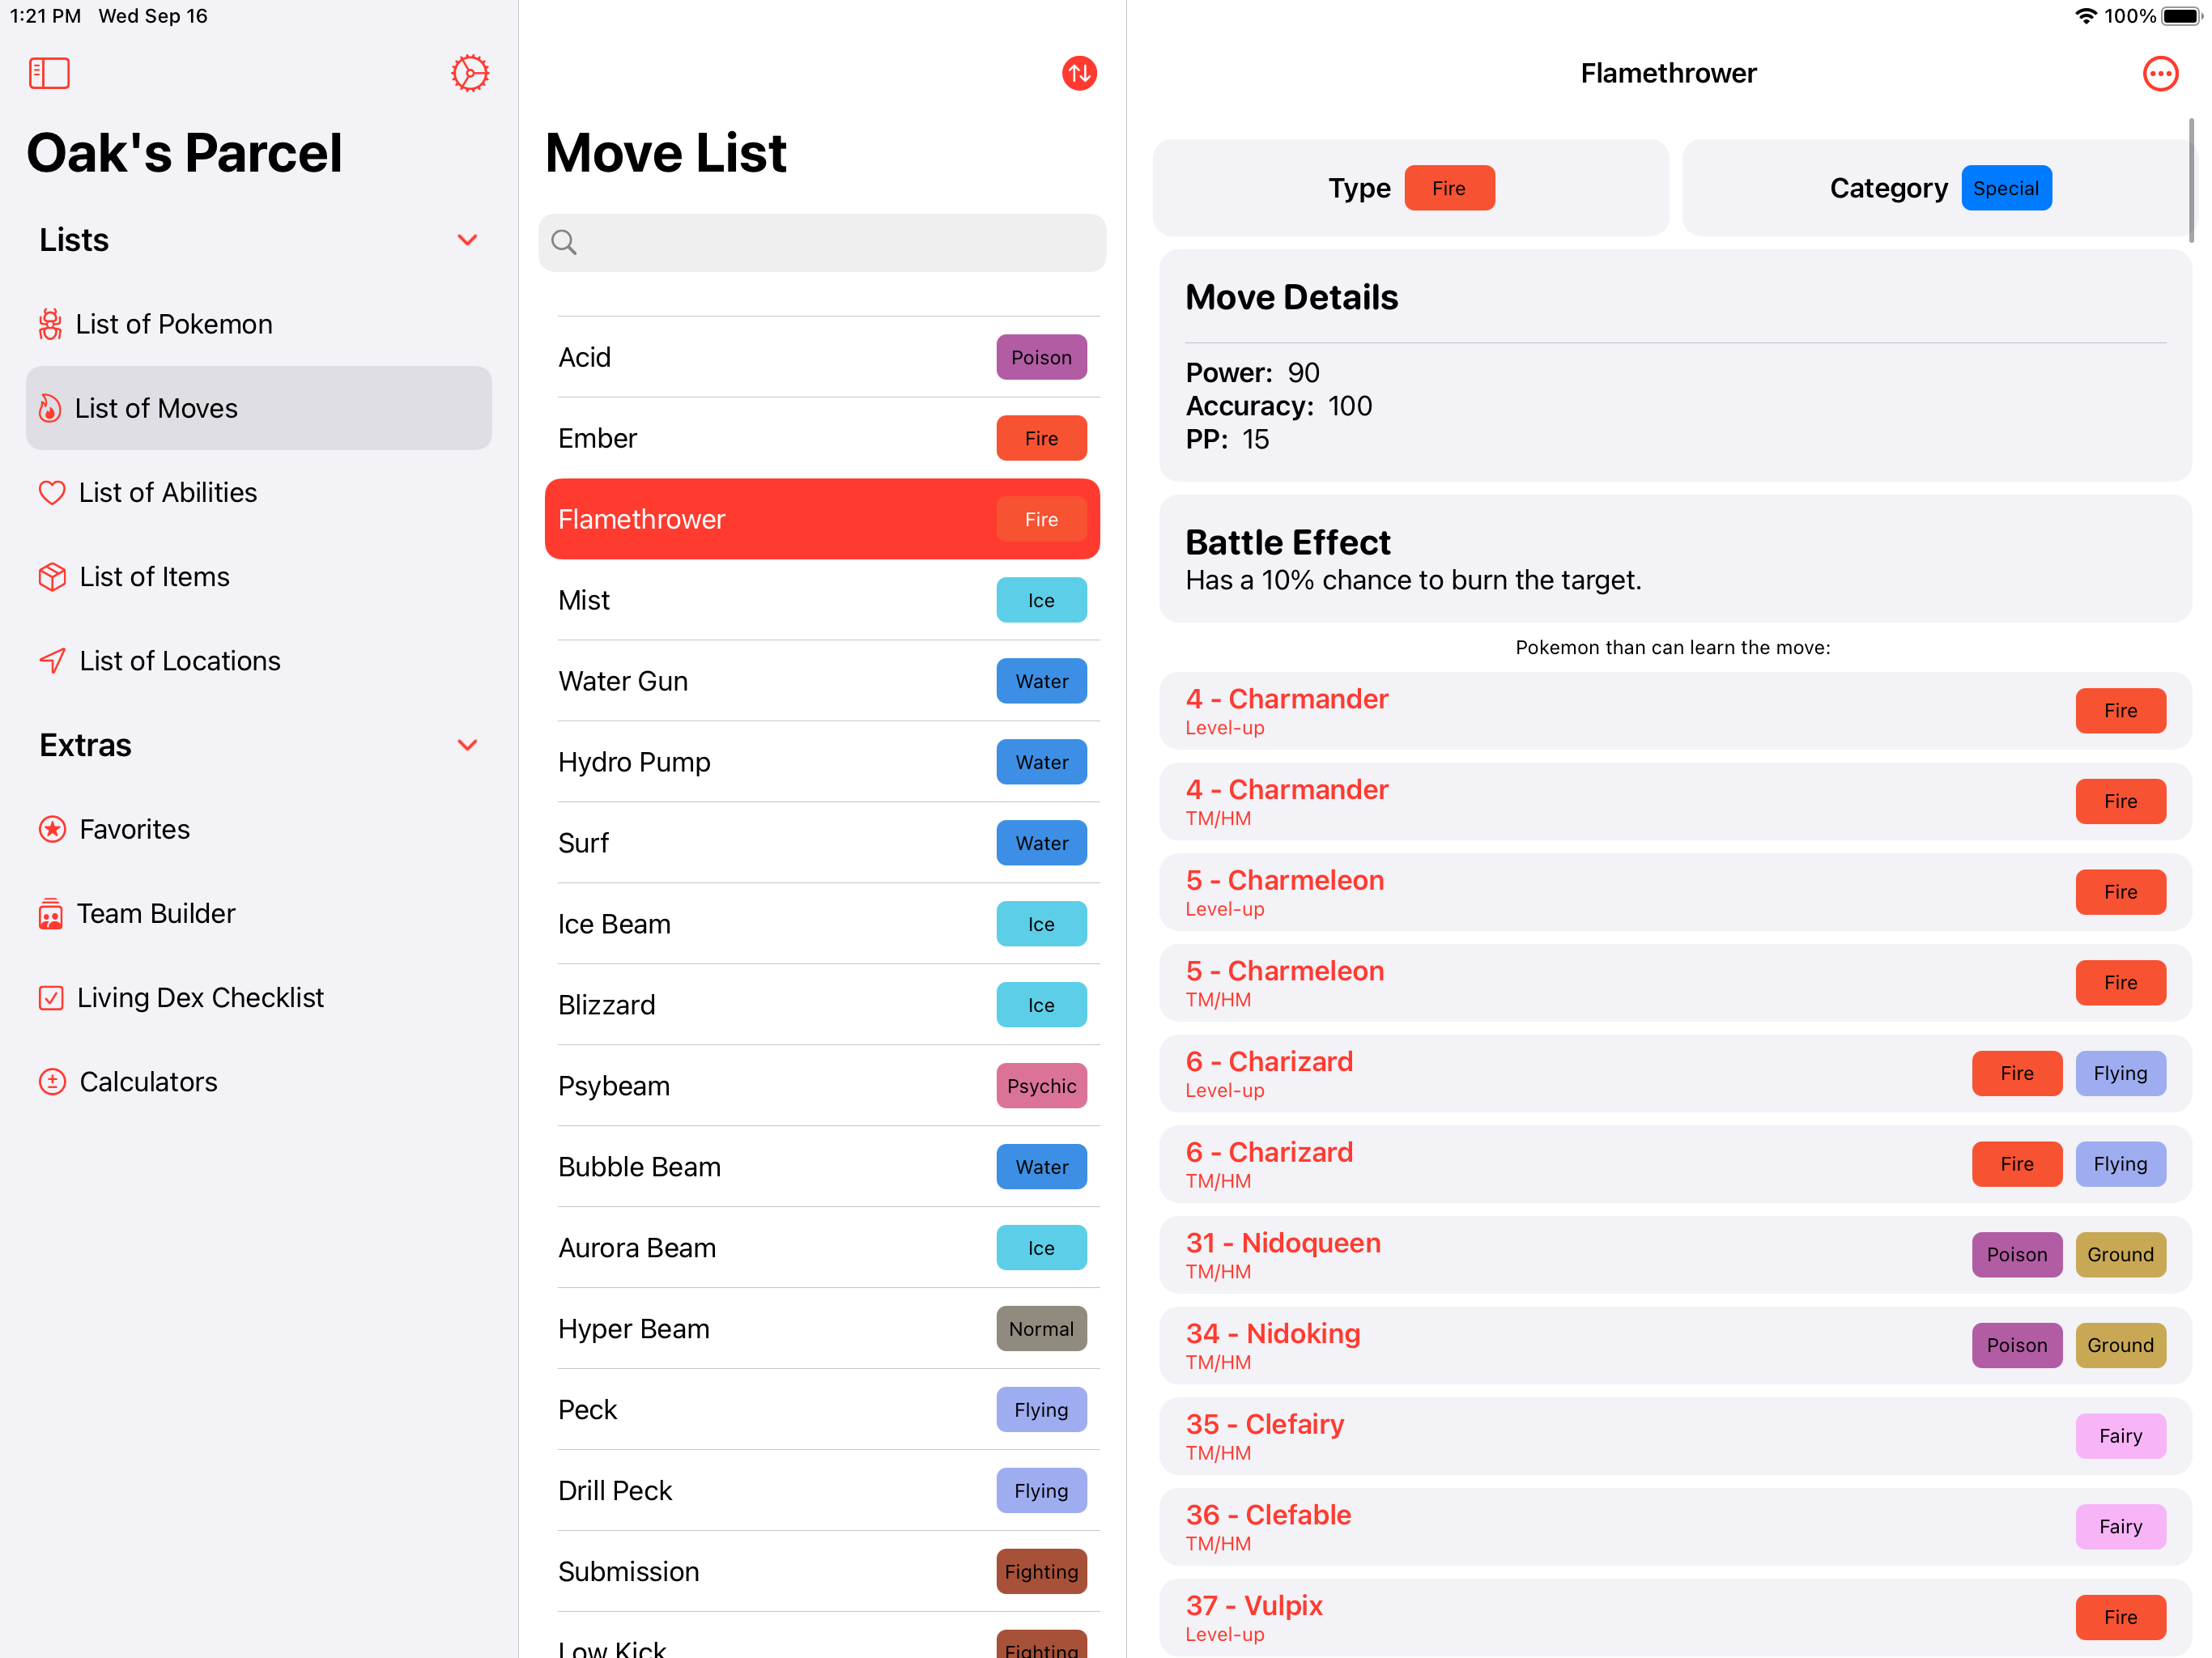 1:21 PM Wed Sep 16
100%
Oak's Parcel
Lists
List of Pokemon
List of Moves
List of Abilities
List of Items
List of Locations
Extras
Favorites
Team Builder
Living Dex Checklist
Calculators
Move List
Acid Poison
Ember Fire
Flamethrower Fire
Mist Ice
Water Gun Water
Hydro Pump Water
Surf Water
Ice Beam Ice
Blizzard Ice
Psybeam Psychic
Bubble Beam Water
Aurora Beam Ice
Hyper Beam Normal
Peck Flying
Drill Peck Flying
Submission Fighting
Low Kick Fighting
Flamethrower
Type Fire
Category Special
Move Details
Power: 90
Accuracy: 100
PP: 15
Battle Effect
Has a 10% chance to burn the target.
Pokemon than can learn the move:
4 - Charmander
Level-up
Fire
4 - Charmander
TM/HM
Fire
5 - Charmeleon
Level-up
Fire
5 - Charmeleon
TM/HM
Fire
6 - Charizard
Level-up
Fire Flying
6 - Charizard
TM/HM
Fire Flying
31 - Nidoqueen
TM/HM
Poison Ground
34 - Nidoking
TM/HM
Poison Ground
35 - Clefairy
TM/HM
Fairy
36 - Clefable
TM/HM
Fairy
37 - Vulpix
Level-up
Fire